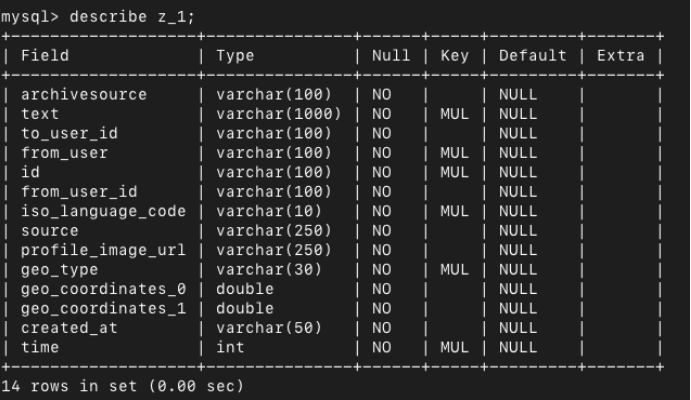 mysql> describe z_1;
+-------------------+---------------+------+-----+---------+-------+
| Field             | Type          | Null | Key | Default | Extra |
+-------------------+---------------+------+-----+---------+-------+
| archivesource     | varchar(100)  | NO   |     | NULL    |       |
| text              | varchar(1000) | NO   | MUL | NULL    |       |
| to_user_id        | varchar(100)  | NO   |     | NULL    |       |
| from_user         | varchar(100)  | NO   | MUL | NULL    |       |
| id                | varchar(100)  | NO   | MUL | NULL    |       |
| from_user_id      | varchar(100)  | NO   |     | NULL    |       |
| iso_language_code | varchar(10)   | NO   | MUL | NULL    |       |
| source            | varchar(250)  | NO   |     | NULL    |       |
| profile_image_url | varchar(250)  | NO   |     | NULL    |       |
| geo_type          | varchar(30)   | NO   | MUL | NULL    |       |
| geo_coordinates_0 | double        | NO   |     | NULL    |       |
| geo_coordinates_1 | double        | NO   |     | NULL    |       |
| created_at        | varchar(50)   | NO   |     | NULL    |       |
| time              | int           | NO   | MUL | NULL    |       |
+-------------------+---------------+------+-----+---------+-------+
14 rows in set (0.00 sec)